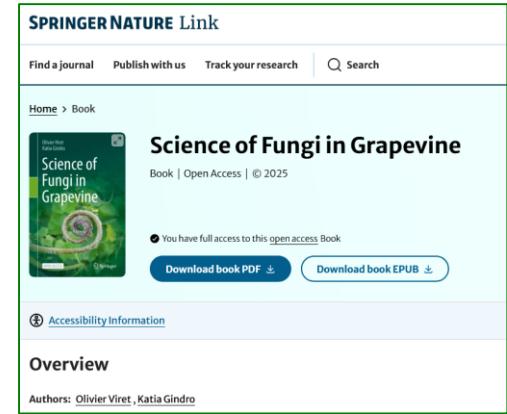 SPRINGER NATURE Link
Find a journal Publish with us Track your research Search
Home > Book
Olivier Viret
Katia Gindro
Science of
Fungi in
Grapevine
Springer
Science of Fungi in Grapevine
Book | Open Access | © 2025
You have full access to this open access Book
Download book PDF Download book EPUB
Accessibility Information
Overview
Authors: Olivier Viret , Katia Gindro